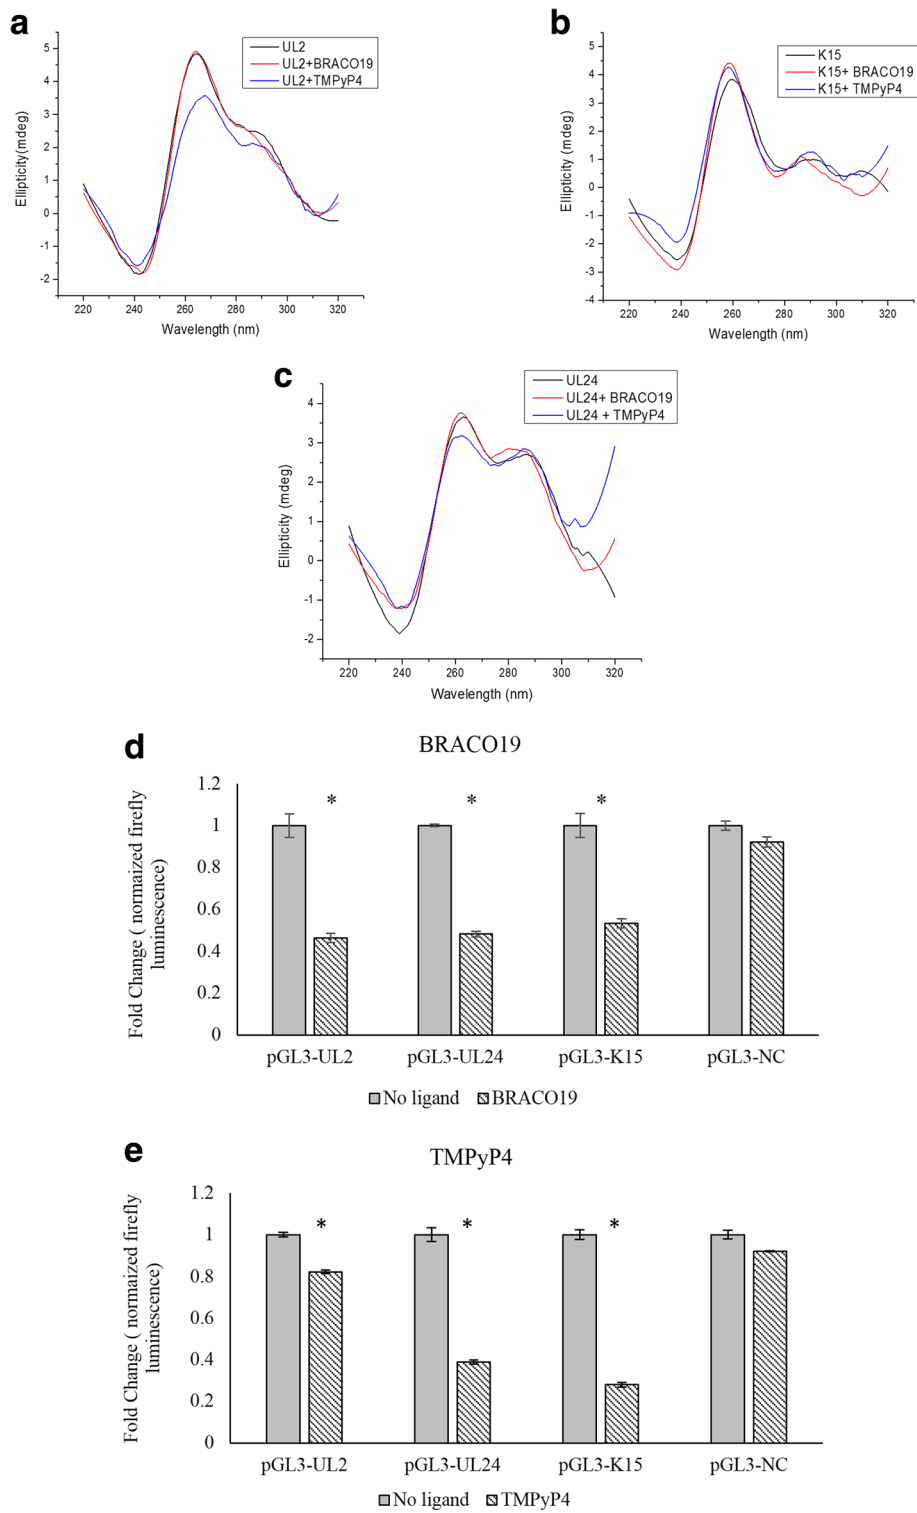 a
UL2
UL2+BRACO19
UL2+TMPyP4
5
4
3
2
1
0
-1
-2
Ellipticity(mdeg)
220 240 260 280 300 320
Wavelength (nm)
b
K15
K15+ BRACO19
K15+ TMPyP4
5
4
3
2
1
0
-1
-2
-3
-4
Ellipticity (mdeg)
220 240 260 280 300 320
Wavelength (nm)
c
UL24
UL24+ BRACO19
UL24 + TMPyP4
4
3
2
1
0
-1
-2
Ellipticity (mdeg)
220 240 260 280 300 320
Wavelength (nm)
d
BRACO19
1.2
1
0.8
0.6
0.4
0.2
0
Fold Change ( normaized firefly
luminescence)
* * *
pGL3-UL2 pGL3-UL24 pGL3-K15 pGL3-NC
No ligand BRACO19
e
TMPyP4
1.2
1
0.8
0.6
0.4
0.2
0
Fold Change ( normaized firefly
luminescence)
* * *
pGL3-UL2 pGL3-UL24 pGL3-K15 pGL3-NC
No ligand TMPyP4